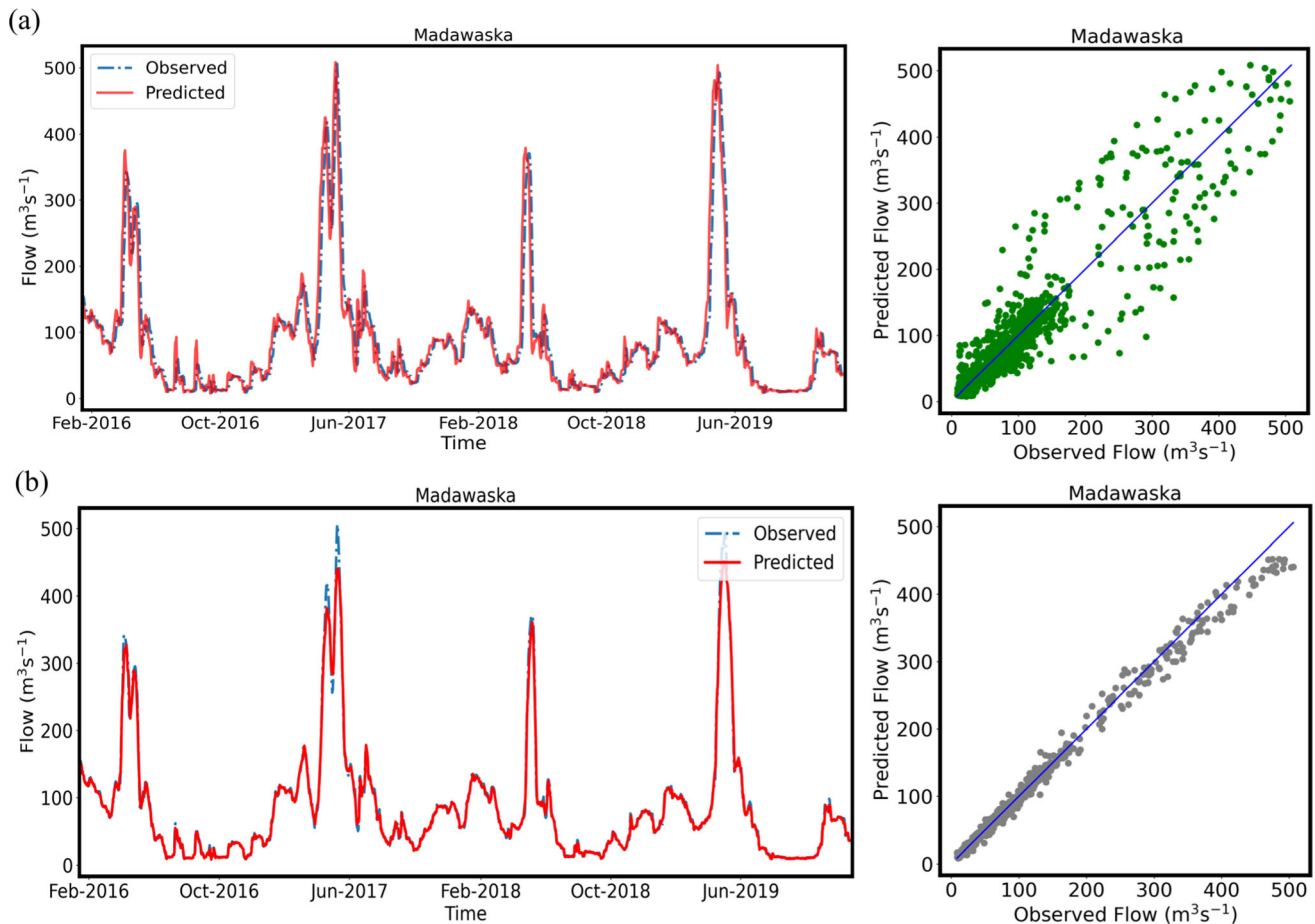 (a)
Madawaska
Observed
Predicted
500
400
300
200
100
0
Flow (m³s⁻¹)
Feb-2016 Oct-2016 Jun-2017 Feb-2018 Oct-2018 Jun-2019
Time
Madawaska
500
400
300
200
100
0
Predicted Flow (m³s⁻¹)
0 100 200 300 400 500
Observed Flow (m³s⁻¹)
(b)
Madawaska
Observed
Predicted
500
400
300
200
100
0
Flow (m³s⁻¹)
Feb-2016 Oct-2016 Jun-2017 Feb-2018 Oct-2018 Jun-2019
Time
Madawaska
500
400
300
200
100
0
Predicted Flow (m³s⁻¹)
0 100 200 300 400 500
Observed Flow (m³s⁻¹)